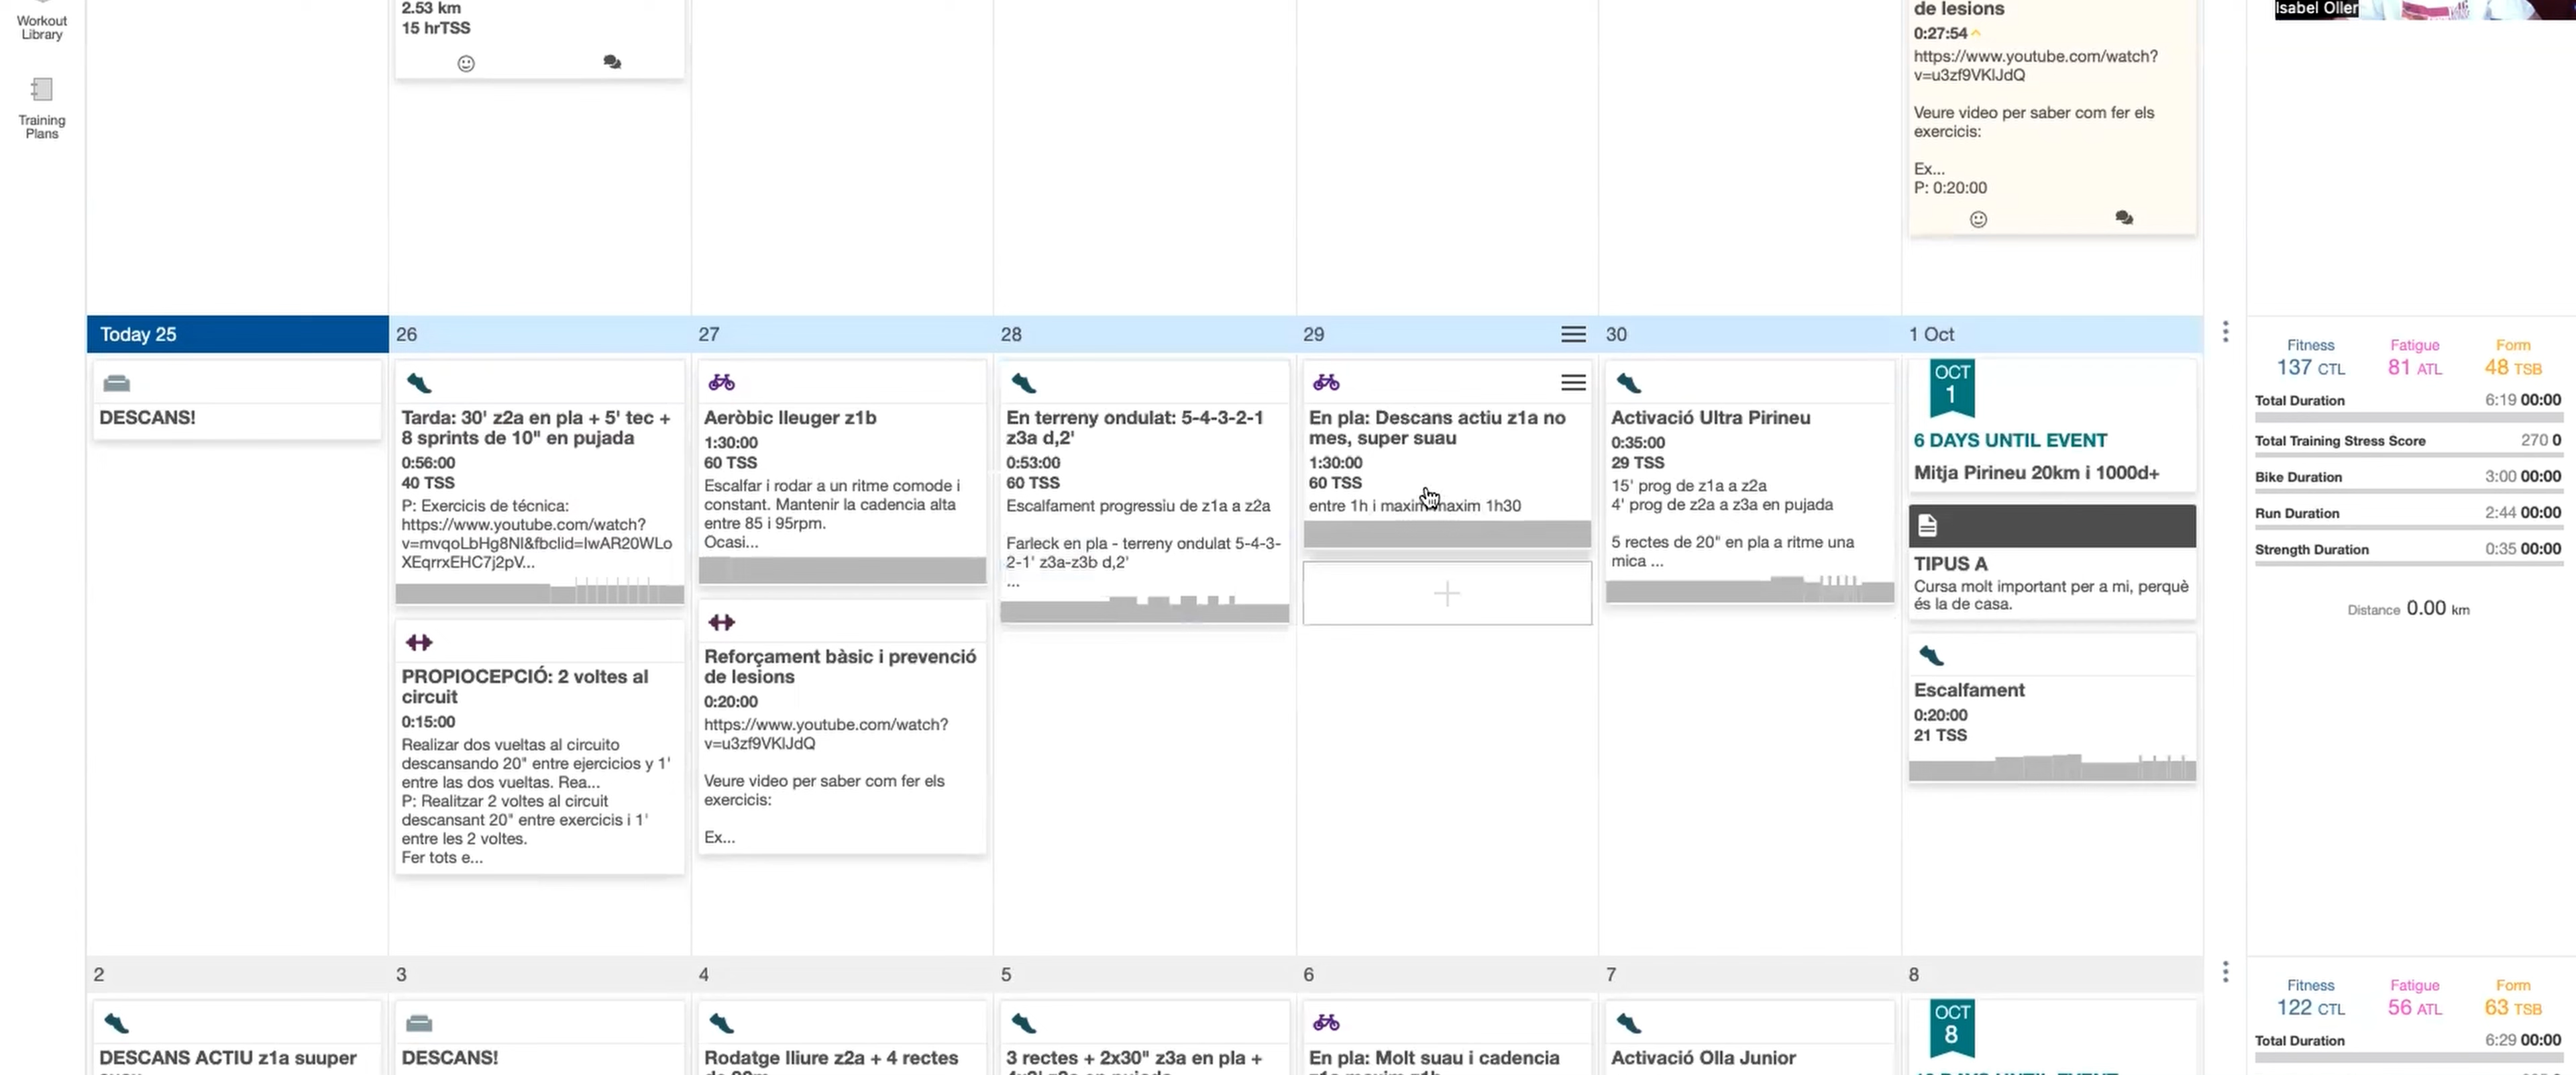 Workout
Library
Training
Plans
2.53 km
15 hrTSS
de lesions
0:27:54
https://www.youtube.com/watch?
v=u3zf9VKlJdQ
Veure video per saber com fer els
exercicis:
Ex...
P: 0:20:00
Isabel Oller
Today 25
26
27
28
29
30
1 Oct
DESCANS!
Tarda: 30' z2a en pla + 5' tec +
8 sprints de 10" en pujada
0:56:00
40 TSS
P: Exercicis de técnica:
https://www.youtube.com/watch?
v=mvqoLbHg8NI&fbclid=IwAR20WLo
XEqrrxEHC7j2pV...
PROPIOCEPCIÓ: 2 voltes al
circuit
0:15:00
Realizar dos vueltas al circuito
descansando 20" entre ejercicios y 1'
entre las dos vueltas. Rea...
P: Realitzar 2 voltes al circuit
descansant 20" entre exercicis i 1'
entre les 2 voltes.
Fer tots e...
Aeròbic lleuger z1b
1:30:00
60 TSS
Escalfar i rodar a un ritme comode i
constant. Mantenir la cadencia alta
entre 85 i 95rpm.
Ocasi...
Reforçament bàsic i prevenció
de lesions
0:20:00
https://www.youtube.com/watch?
v=u3zf9VKlJdQ
Veure video per saber com fer els
exercicis:
Ex...
En terreny ondulat: 5-4-3-2-1
z3a d,2'
0:53:00
60 TSS
Escalfament progressiu de z1a a z2a
Farleck en pla - terreny ondulat 5-4-3-
2-1' z3a-z3b d,2'
...
En pla: Descans actiu z1a no
mes, super suau
1:30:00
60 TSS
entre 1h i maxim maxim 1h30
Activació Ultra Pirineu
0:35:00
29 TSS
15' prog de z1a a z2a
4' prog de z2a a z3a en pujada
5 rectes de 20" en pla a ritme una
mica ...
OCT
1
6 DAYS UNTIL EVENT
Mitja Pirineu 20km i 1000d+
TIPUS A
Cursa molt important per a mi, perquè
és la de casa.
Escalfament
0:20:00
21 TSS
Fitness Fatigue Form
137 CTL 81 ATL 48 TSB
Total Duration 6:19 00:00
Total Training Stress Score 270 0
Bike Duration 3:00 00:00
Run Duration 2:44 00:00
Strength Duration 0:35 00:00
Distance 0.00 km
2
3
4
5
6
7
8
DESCANS ACTIU z1a suuper
DESCANS!
Rodatge lliure z2a + 4 rectes
3 rectes + 2x30" z3a en pla +
En pla: Molt suau i cadencia
Activació Olla Junior
OCT
8
Fitness Fatigue Form
122 CTL 56 ATL 63 TSB
Total Duration 6:29 00:00